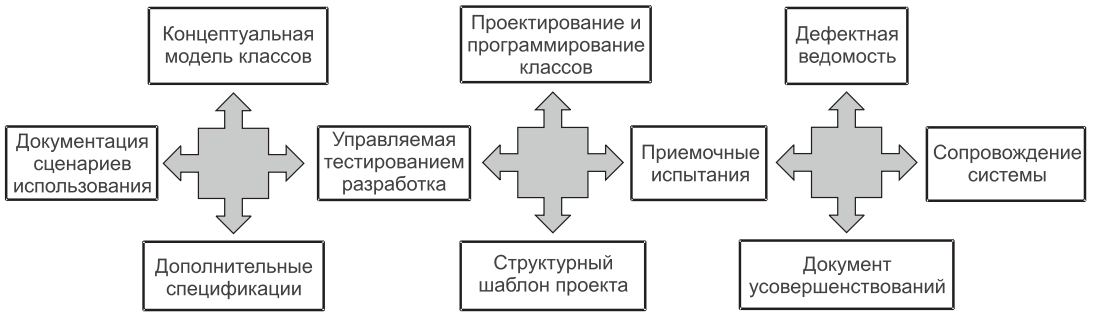 Концептуальная
модель классов
Проектирование и
программирование
классов
Дефектная
ведомость
Документация
сценариев
использования
Управляемая
тестированием
разработка
Приемочные
испытания
Сопровождение
системы
Дополнительные
спецификации
Структурный
шаблон проекта
Документ
усовершенствований